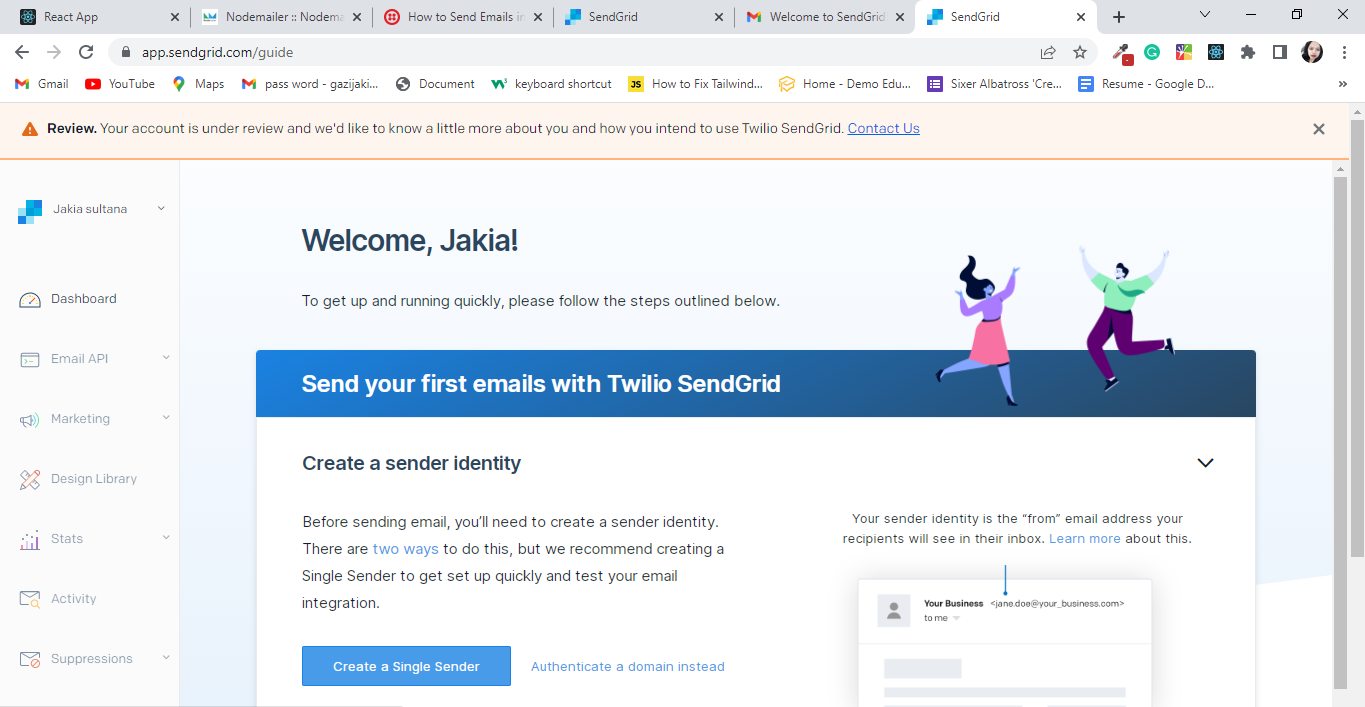 React App
Nodemailer :: Nodema
How to Send Emails in
SendGrid
Welcome to SendGrid
SendGrid
app.sendgrid.com/guide
Gmail
YouTube
Maps
pass word - gazijaki...
Document
keyboard shortcut
JS How to Fix Tailwind...
Home - Demo Edu...
Sixer Albatross 'Cre...
Resume - Google D...
»
Review. Your account is under review and we'd like to know a little more about you and how you intend to use Twilio SendGrid. Contact Us
Jakia sultana
Dashboard
Email API
Marketing
Design Library
Stats
Activity
Suppressions
Welcome, Jakia!
To get up and running quickly, please follow the steps outlined below.
Send your first emails with Twilio SendGrid
Create a sender identity
Before sending email, you'll need to create a sender identity.
There are two ways to do this, but we recommend creating a
Single Sender to get set up quickly and test your email
integration.
Create a Single Sender
Authenticate a domain instead
Your sender identity is the “from” email address your
recipients will see in their inbox. Learn more about this.
Your Business <jane.doe@your_business.com>
to me